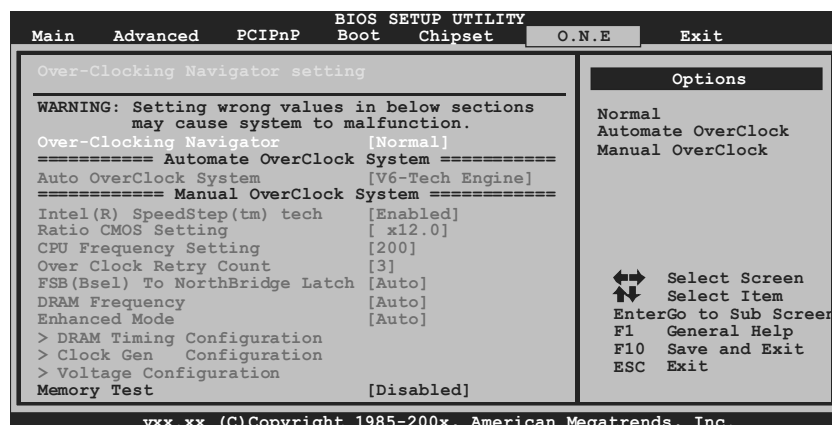 BIOS SETUP UTILITY
Main Advanced PCIPnP Boot Chipset O.N.E Exit
Over-Clocking Navigator setting
WARNING: Setting wrong values in below sections
may cause system to malfunction.
Over-Clocking Navigator [Normal]
=========== Automate OverClock System ===========
Auto OverClock System [V6-Tech Engine]
============ Manual OverClock System ============
Intel(R) SpeedStep(tm) tech [Enabled]
Ratio CMOS Setting [ x12.0]
CPU Frequency Setting [200]
Over Clock Retry Count [3]
FSB(Bsel) To NorthBridge Latch [Auto]
DRAM Frequency [Auto]
Enhanced Mode [Auto]
> DRAM Timing Configuration
> Clock Gen Configuration
> Voltage Configuration
Memory Test [Disabled]
Options
Normal
Automate OverClock
Manual OverClock
Select Screen
Select Item
EnterGo to Sub Screen
F1 General Help
F10 Save and Exit
ESC Exit
vxx.xx (C)Copyright 1985-200x, American Megatrends, Inc.